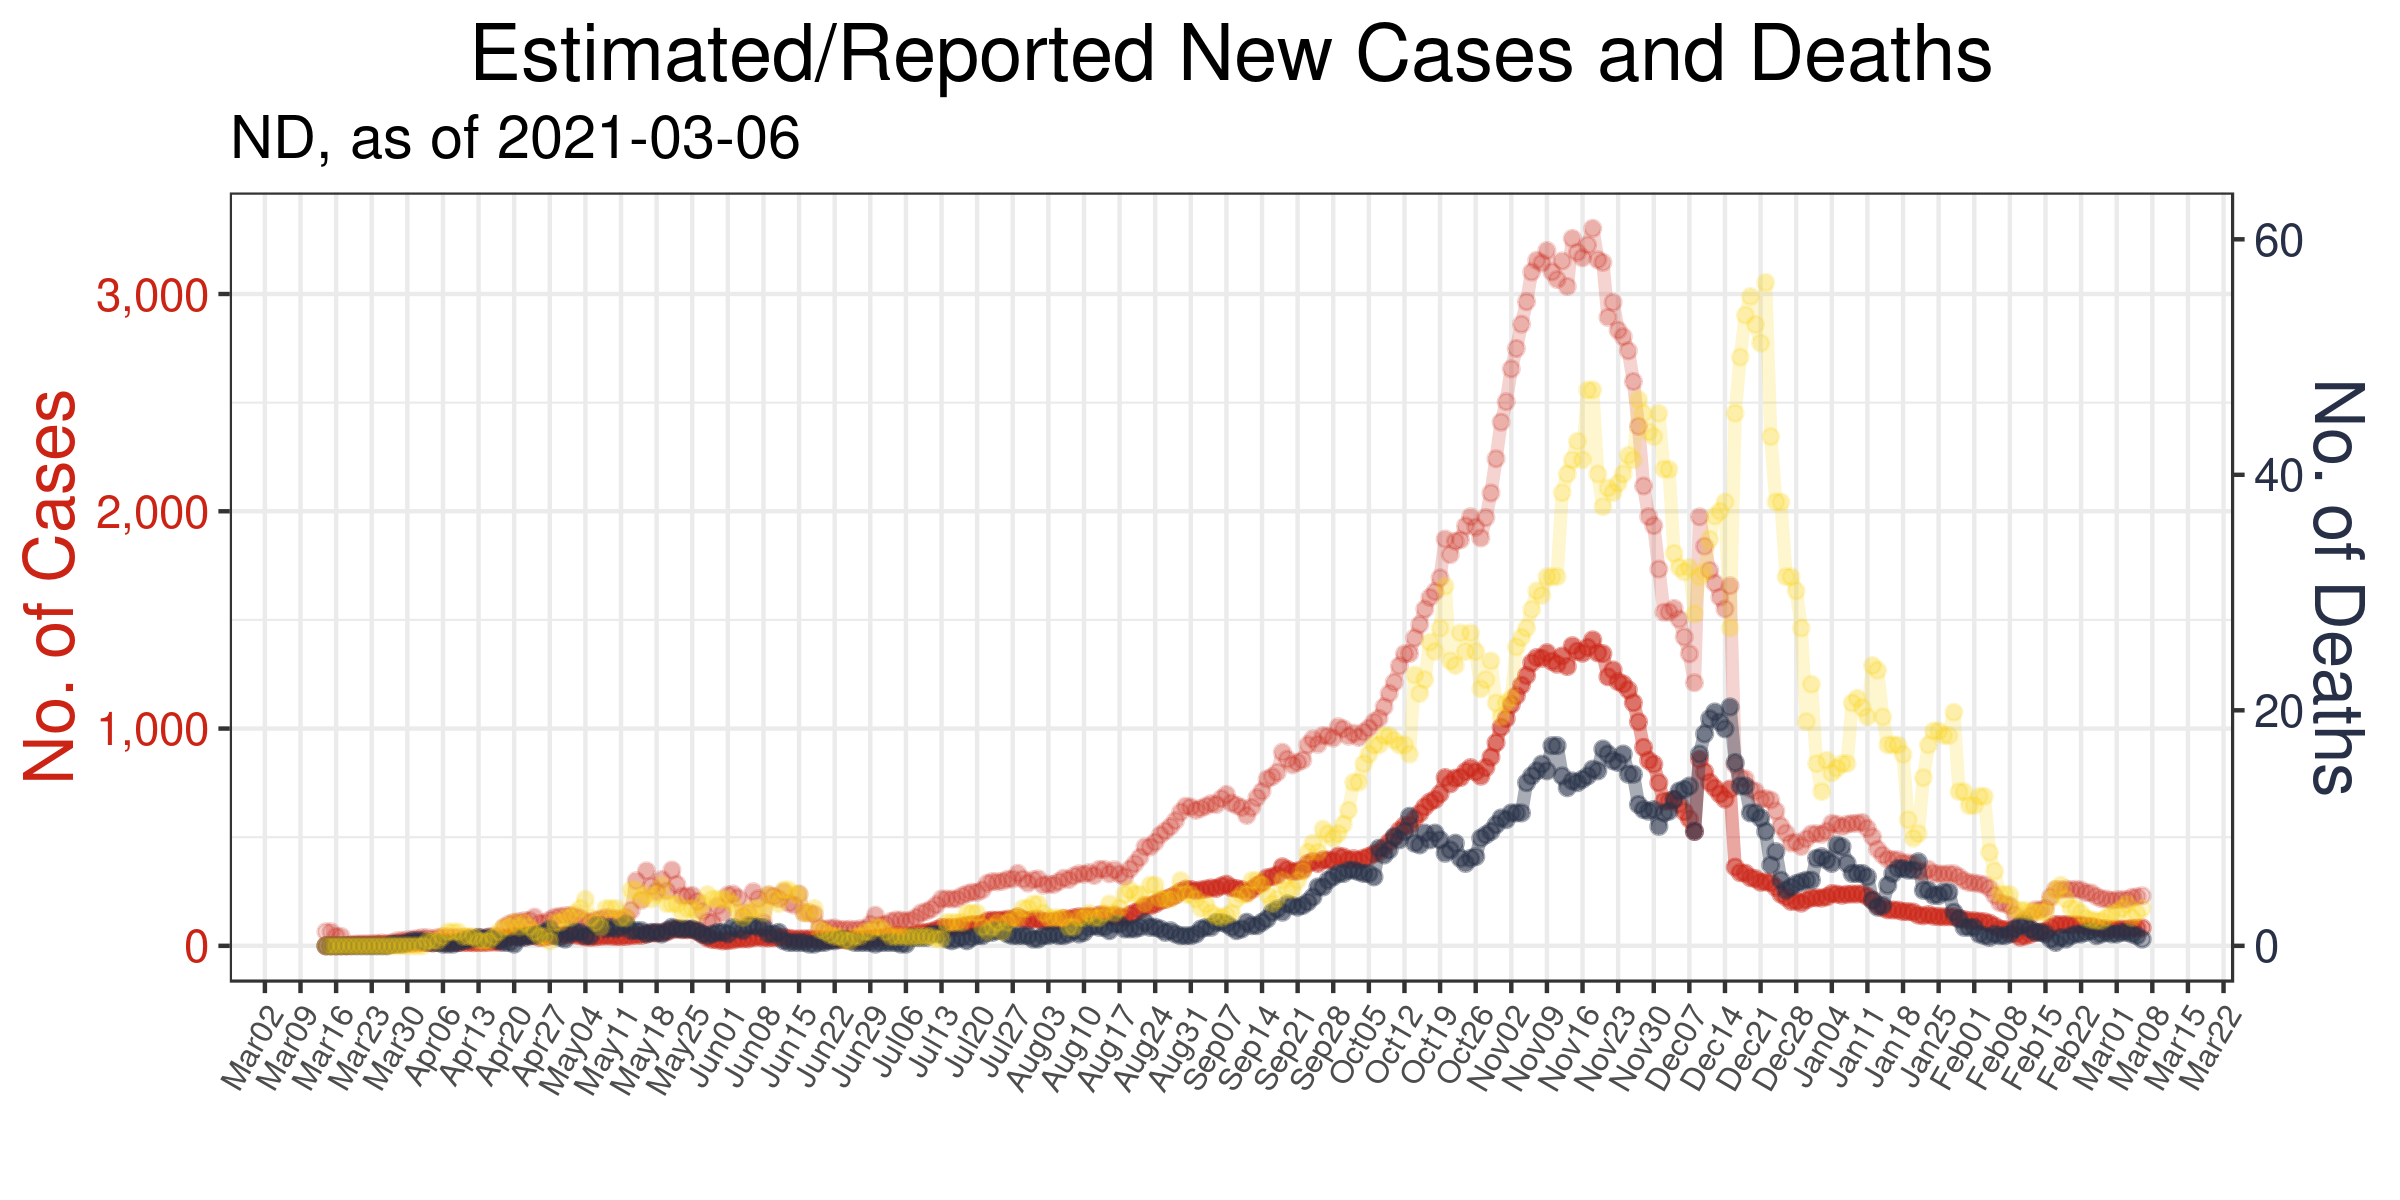 Estimated/Reported New Cases and Deaths
ND, as of 2021-03-06
No. of Cases
3,000
2,000
1,000
0
60
40
20
0
No. of Deaths
Mar02 Mar09 Mar16 Mar23 Mar30 Apr06 Apr13 Apr20 Apr27 May04 May11 May18 May25 Jun01 Jun08 Jun15 Jun22 Jun29 Jul06 Jul13 Jul20 Jul27 Aug03 Aug10 Aug17 Aug24 Aug31 Sep07 Sep14 Sep21 Sep28 Oct05 Oct12 Oct19 Oct26 Nov02 Nov09 Nov16 Nov23 Nov30 Dec07 Dec14 Dec21 Dec28 Jan04 Jan11 Jan18 Jan25 Feb01 Feb08 Feb15 Feb22 Mar01 Mar08 Mar15 Mar22